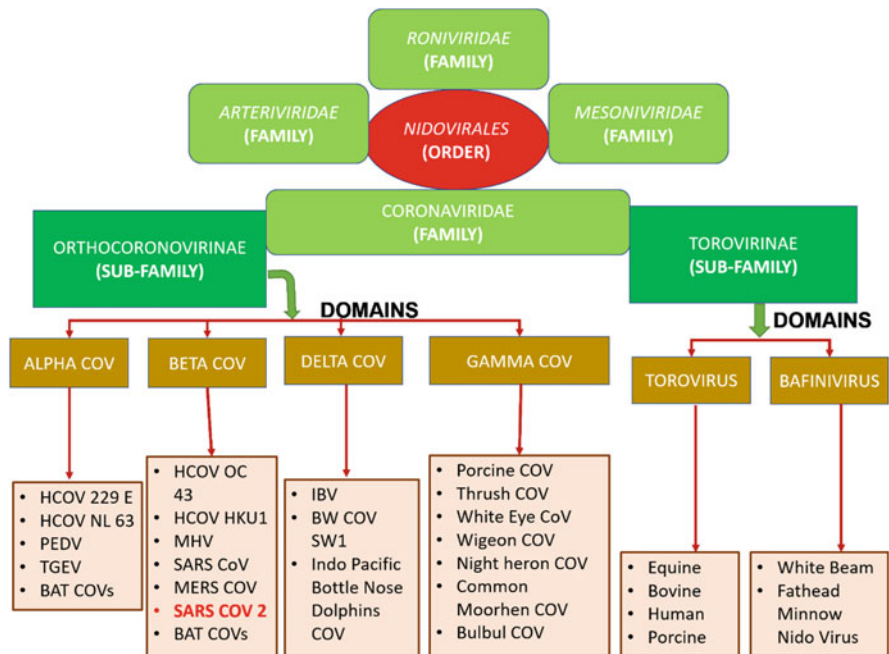 RONIVIRIDAE
(FAMILY)
ARTERIVIRIDAE
(FAMILY)
NIDOVIRALES
(ORDER)
MESONIVIRIDAE
(FAMILY)
CORONAVIRIDAE
(FAMILY)
ORTHOCORONOVIRINAE
(SUB-FAMILY)
TOROVIRINAE
(SUB-FAMILY)
DOMAINS
DOMAINS
ALPHA COV
BETA COV
DELTA COV
GAMMA COV
TOROVIRUS
BAFINIVIRUS
• HCOV 229 E
• HCOV NL 63
• PEDV
• TGEV
• BAT COVs
• HCOV OC
43
• HCOV HKU1
• MHV
• SARS CoV
• MERS COV
• SARS COV 2
• BAT COVs
• IBV
• BW COV
SW1
• Indo Pacific
Bottle Nose
Dolphins
COV
• Porcine COV
• Thrush COV
• White Eye CoV
• Wigeon COV
• Night heron COV
• Common
Moorhen COV
• Bulbul COV
• Equine
• Bovine
• Human
• Porcine
• White Beam
• Fathead
Minnow
Nido Virus